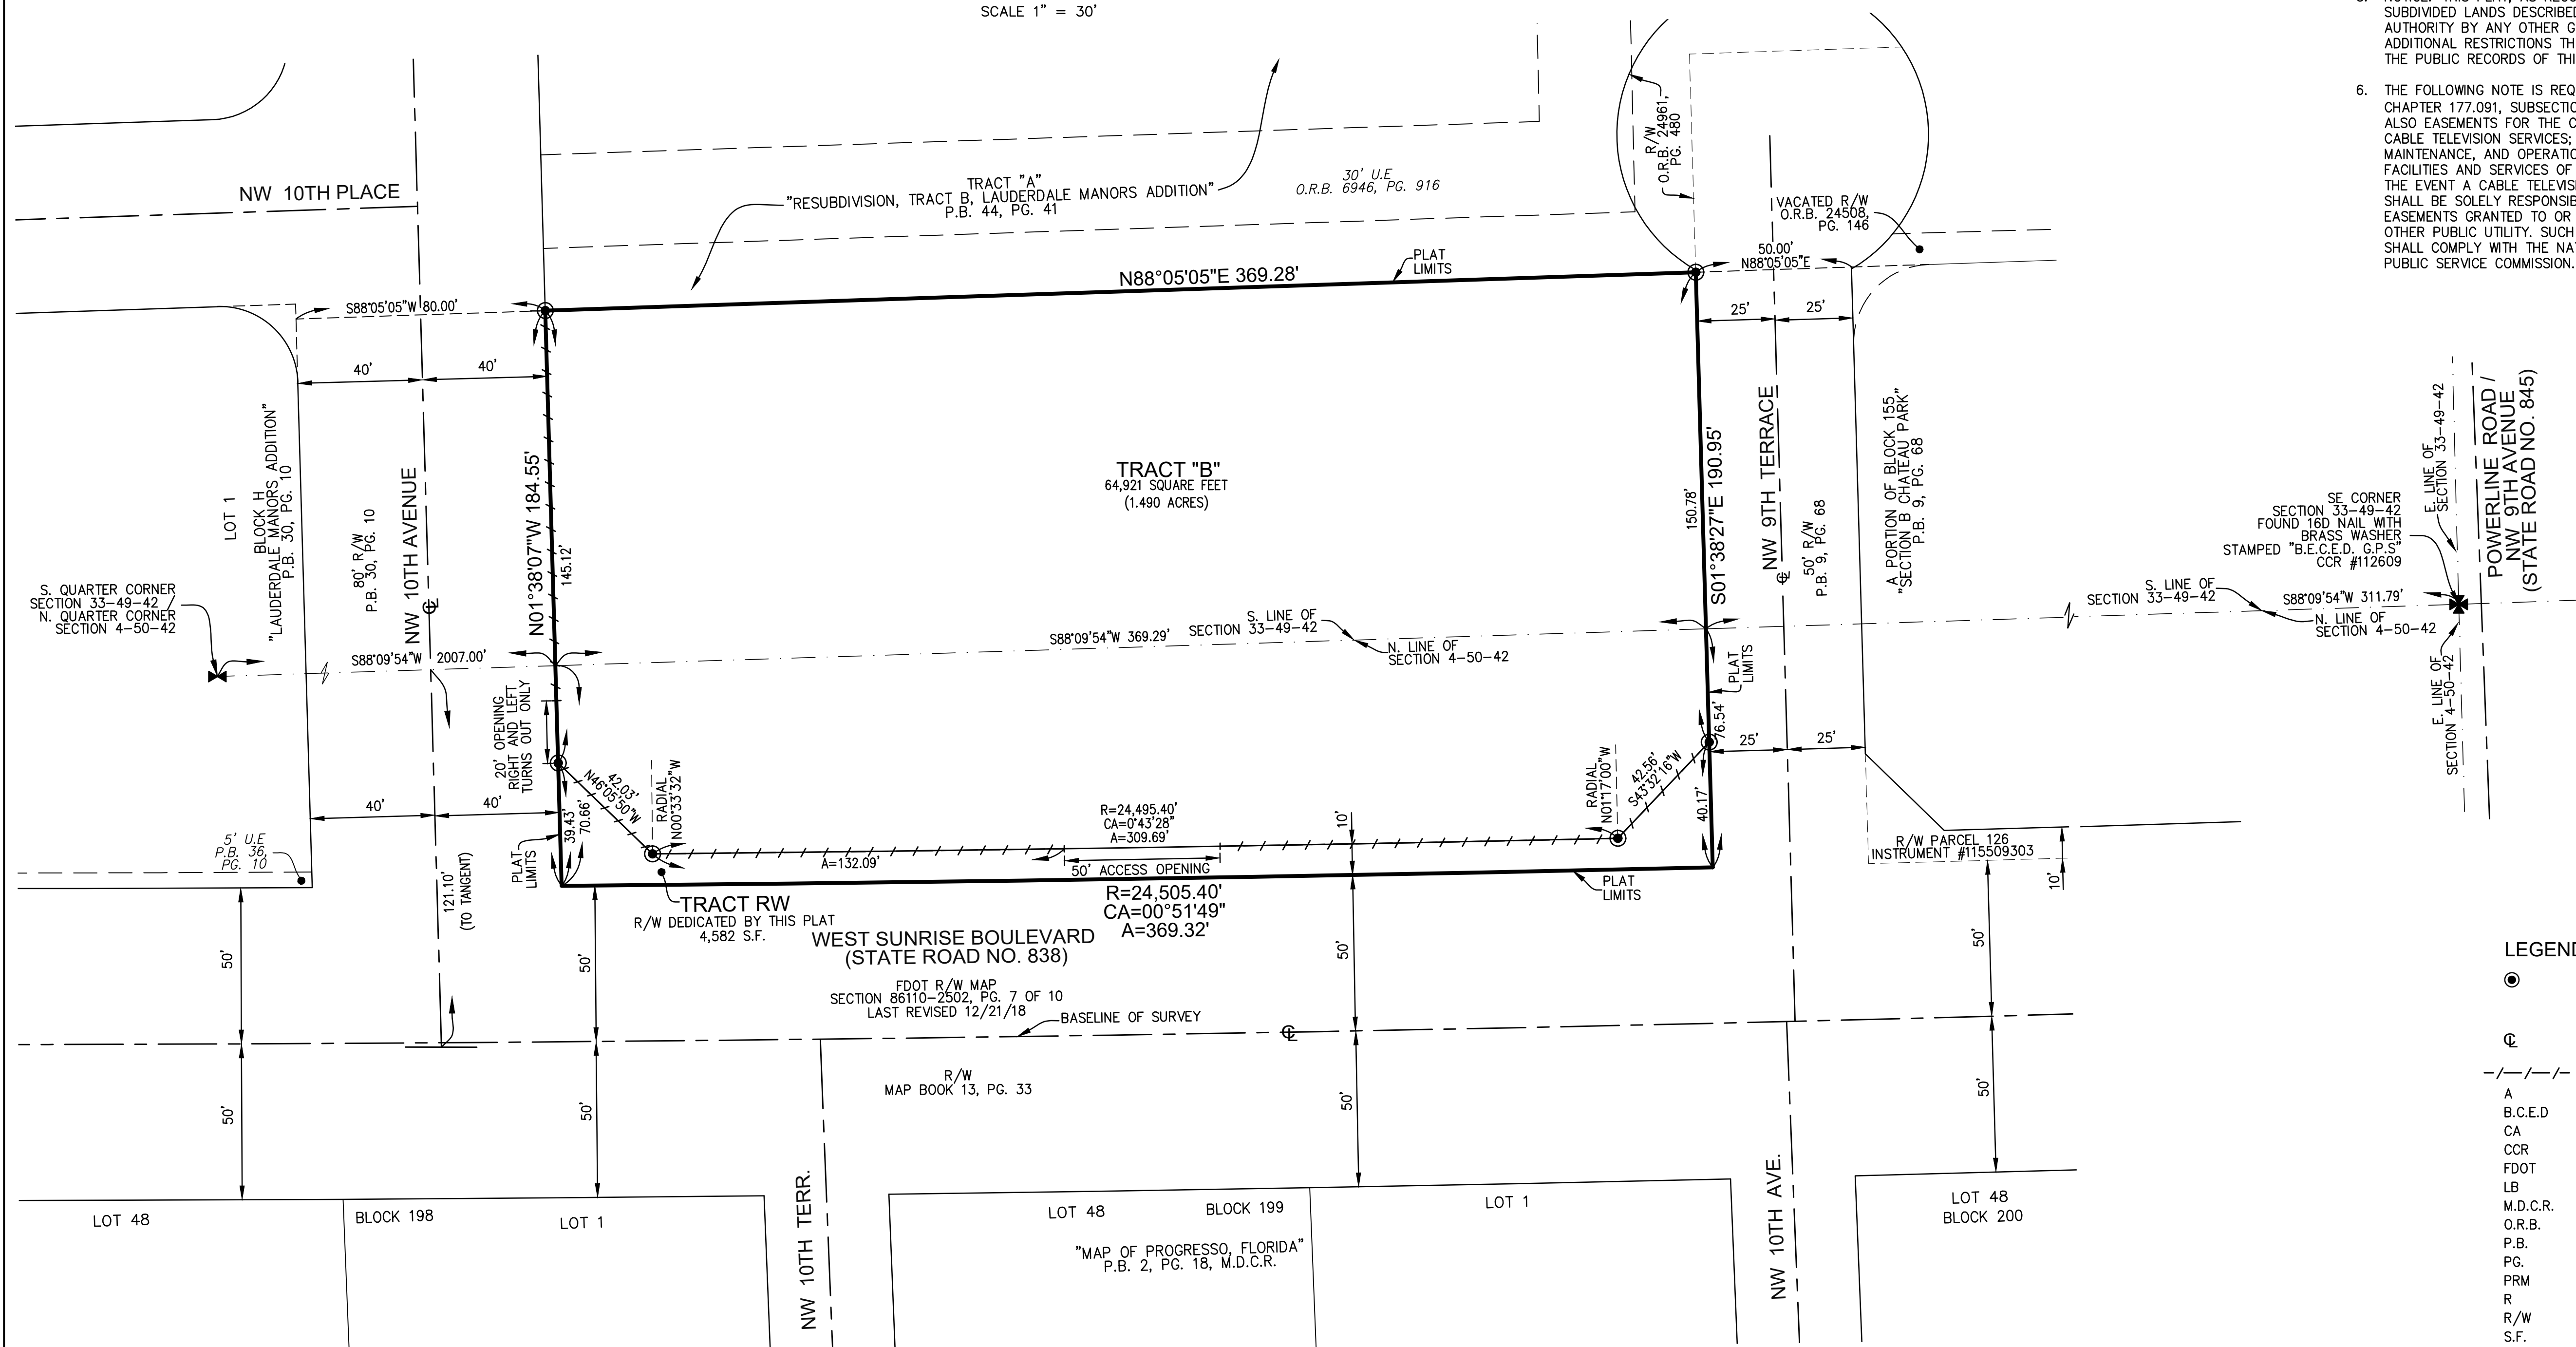 SCALE 1" = 30'
SUBDIVIDED LANDS DESCRIBED
AUTHORITY BY ANY OTHER G
ADDITIONAL RESTRICTIONS TH
THE PUBLIC RECORDS OF THI
6. THE FOLLOWING NOTE IS REQ
CHAPTER 177.091, SUBSECTIO
ALSO EASEMENTS FOR THE C
CABLE TELEVISION SERVICES;
MAINTENANCE, AND OPERATIO
FACILITIES AND SERVICES OF
THE EVENT A CABLE TELEVIS
SHALL BE SOLELY RESPONSIB
EASEMENTS GRANTED TO OR
OTHER PUBLIC UTILITY. SUCH
SHALL COMPLY WITH THE NA
PUBLIC SERVICE COMMISSION.
NW 10TH PLACE
TRACT "A"
"RESUBDIVISION, TRACT B, LAUDERDALE MANORS ADDITION"
P.B. 44, PG. 41
30' U.E
O.R.B. 6946, PG. 916
R/W
O.R.B. 24961,
PG. 480
VACATED R/W
O.R.B. 24508,
PG. 146
50.00'
N88°05'05"E
PLAT
LIMITS
N88°05'05"E 369.28'
S88°05'05"W 80.00'
40'
40'
25'
25'
LOT 1
BLOCK H
"LAUDERDALE MANORS ADDITION"
P.B. 30, PG. 10
80' R/W
P.B. 30, PG. 10
NW 10TH AVENUE
N01°38'07"W 184.55'
145.12'
TRACT "B"
64,921 SQUARE FEET
(1.490 ACRES)
150.78'
S01°38'27"E 190.95'
NW 9TH TERRACE
50' R/W
P.B. 9, PG. 68
"A PORTION OF BLOCK 155,"
"SECTION B CHATEAU PARK"
P.B. 9, PG. 68
E. LINE OF
SECTION 33-49-42
POWERLINE ROAD /
NW 9TH AVENUE
(STATE ROAD NO. 845)
SE CORNER
SECTION 33-49-42
FOUND 16D NAIL WITH
BRASS WASHER
STAMPED "B.E.C.E.D. G.P.S"
CCR #112609
S. QUARTER CORNER
SECTION 33-49-42 /
N. QUARTER CORNER
SECTION 4-50-42
S88°09'54"W 2007.00'
S88°09'54"W 369.29'
S. LINE OF
SECTION 33-49-42
N. LINE OF
SECTION 4-50-42
S. LINE OF
SECTION 33-49-42
S88°09'54"W 311.79'
N. LINE OF
SECTION 4-50-42
E. LINE OF
SECTION 4-50-42
PLAT
LIMITS
76.54'
20' OPENING
RIGHT AND LEFT
TURNS OUT ONLY
40'
40'
25'
25'
42.03'
N46°05'50"W
RADIAL
N00°33'32"W
39.43'
70.66'
PLAT
LIMITS
R=24,495.40'
CA=0°43'28"
A=309.69'
10'
RADIAL
N01°17'00"W
42.56'
S43°32'16"W
40.17'
A=132.09'
50' ACCESS OPENING
5' U.E
P.B. 36,
PG. 10
121.10'
(TO TANGENT)
R/W PARCEL 126
INSTRUMENT #115509303
10'
TRACT RW
R/W DEDICATED BY THIS PLAT
4,582 S.F.
R=24,505.40'
CA=00°51'49"
A=369.32'
PLAT
LIMITS
WEST SUNRISE BOULEVARD
(STATE ROAD NO. 838)
FDOT R/W MAP
SECTION 86110-2502, PG. 7 OF 10
LAST REVISED 12/21/18
BASELINE OF SURVEY
50'
50'
50'
50'
R/W
MAP BOOK 13, PG. 33
50'
50'
50'
50'
NW 10TH TERR.
NW 10TH AVE.
LOT 48
BLOCK 198
LOT 1
LOT 48
BLOCK 199
LOT 1
LOT 48
BLOCK 200
"MAP OF PROGRESSO, FLORIDA"
P.B. 2, PG. 18, M.D.C.R.
LEGEND
A
B.C.E.D
CA
CCR
FDOT
LB
M.D.C.R.
O.R.B.
P.B.
PG.
PRM
R
R/W
S.F.